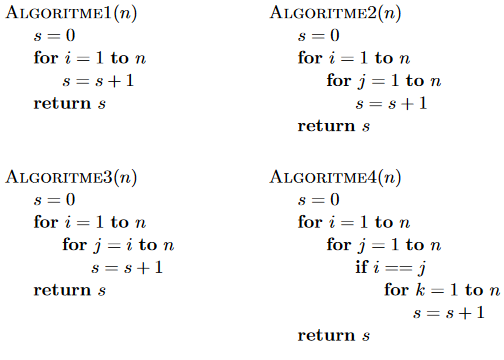 ALGORITME1(n)
s = 0
for i = 1 to n
s = s + 1
return s
ALGORITME2(n)
s = 0
for i = 1 to n
for j = 1 to n
s = s + 1
return s
ALGORITME3(n)
s = 0
for i = 1 to n
for j = i to n
s = s + 1
return s
ALGORITME4(n)
s = 0
for i = 1 to n
for j = 1 to n
if i == j
for k = 1 to n
s = s + 1
return s